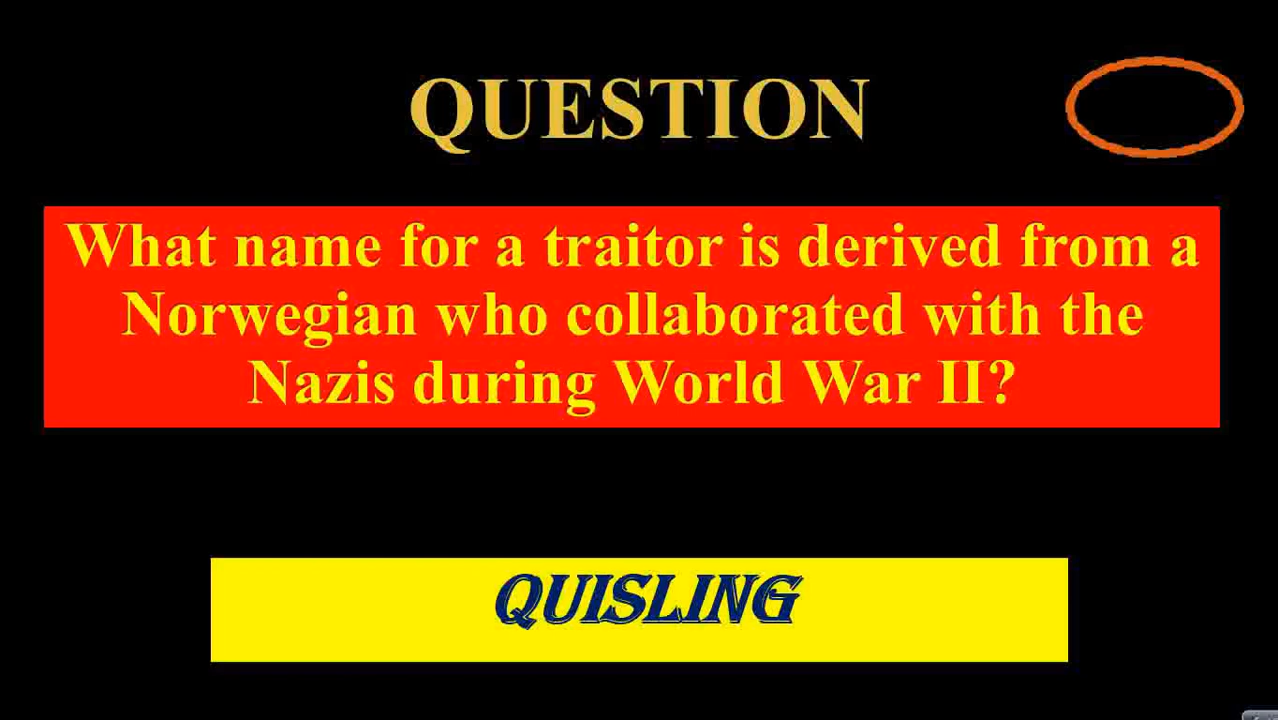 QUESTION
What name for a traitor is derived from a
Norwegian who collaborated with the
Nazis during World War II?
QUISLING